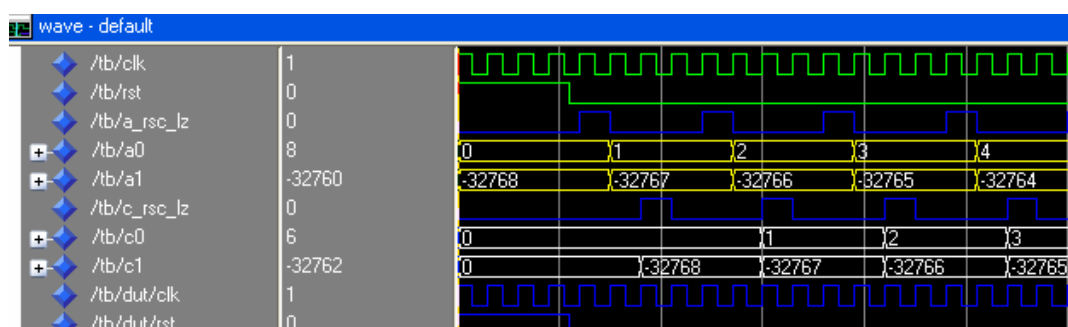 wave - default
/tb/clk 1
/tb/rst 0
/tb/a_rsc_lz 0
/tb/a0 8 0 1 2 3 4
/tb/a1 -32760 -32768 -32767 -32766 -32765 -32764
/tb/c_rsc_lz 0
/tb/c0 6 0 1 2 3
/tb/c1 -32762 0 -32768 -32767 -32766 -32765
/tb/dut/clk 1
/tb/dut/rst 0